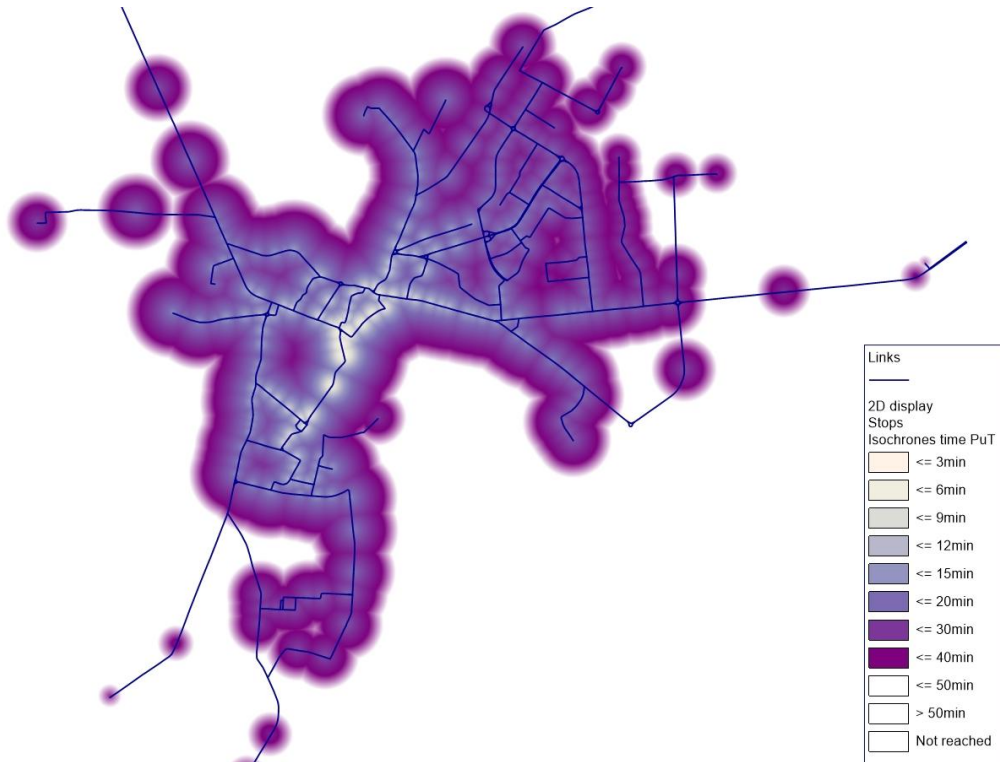 Links
2D display
Stops
Isochrones time PuT
<= 3min
<= 6min
<= 9min
<= 12min
<= 15min
<= 20min
<= 30min
<= 40min
<= 50min
> 50min
Not reached